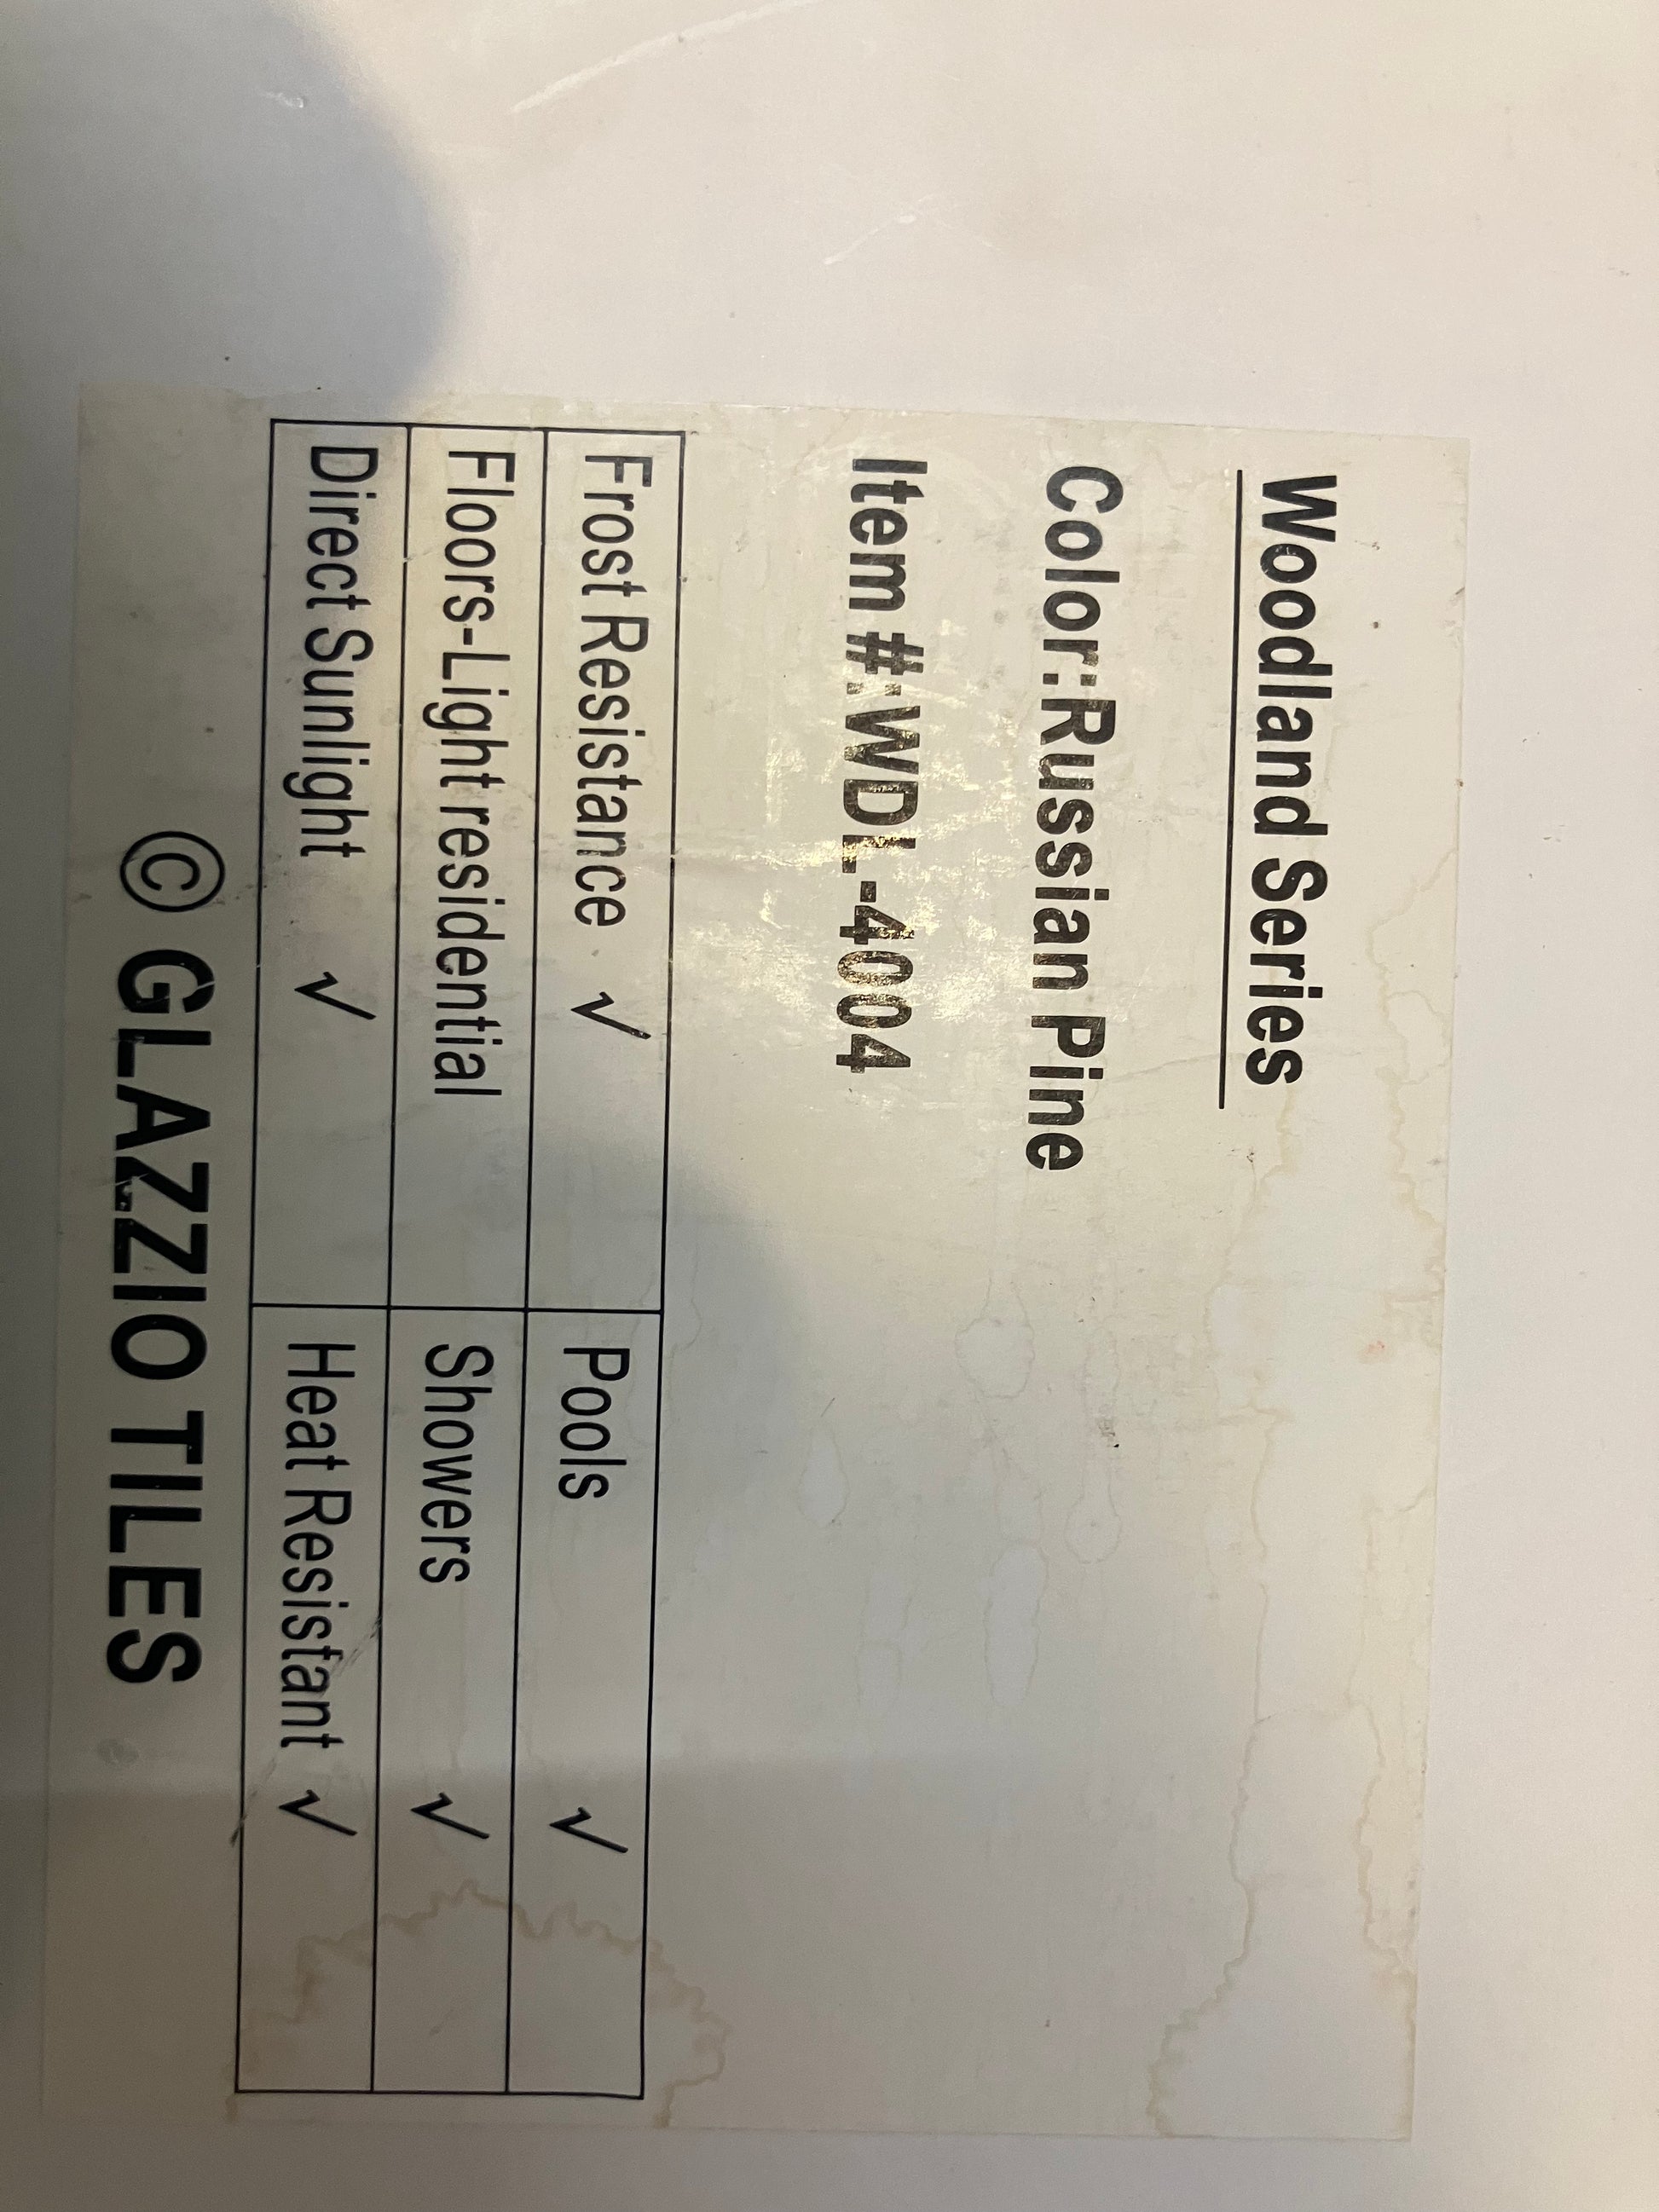 Woodland Series
Color:Russian Pine
Item #:WDL-4004
Frost Resistance √ Pools √
Floors-Light residential Showers √
Direct Sunlight √ Heat Resistant √
© GLAZZIO TILES